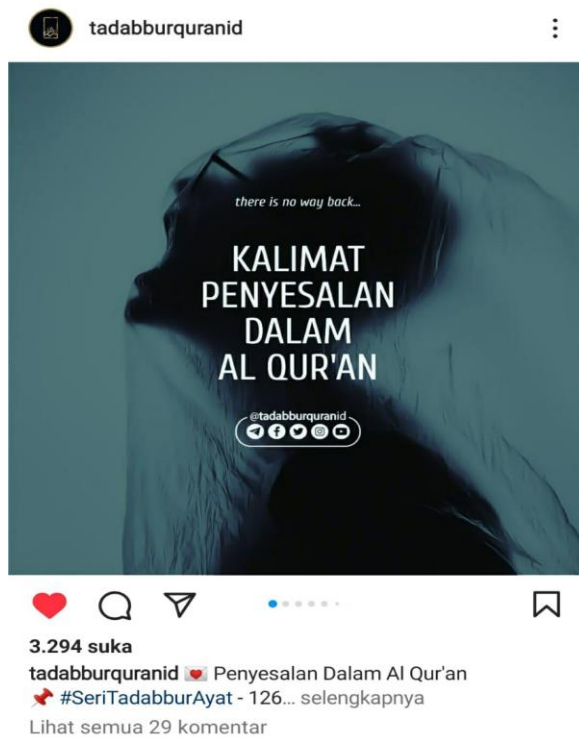 tadabburquranid
there is no way back...
KALIMAT
PENYESALAN
DALAM
AL QUR'AN
@tadabburquranid
3.294 suka
tadabburquranid 💌 Penyesalan Dalam Al Qur'an
📌 #SeriTadabburAyat - 126... selengkapnya
Lihat semua 29 komentar